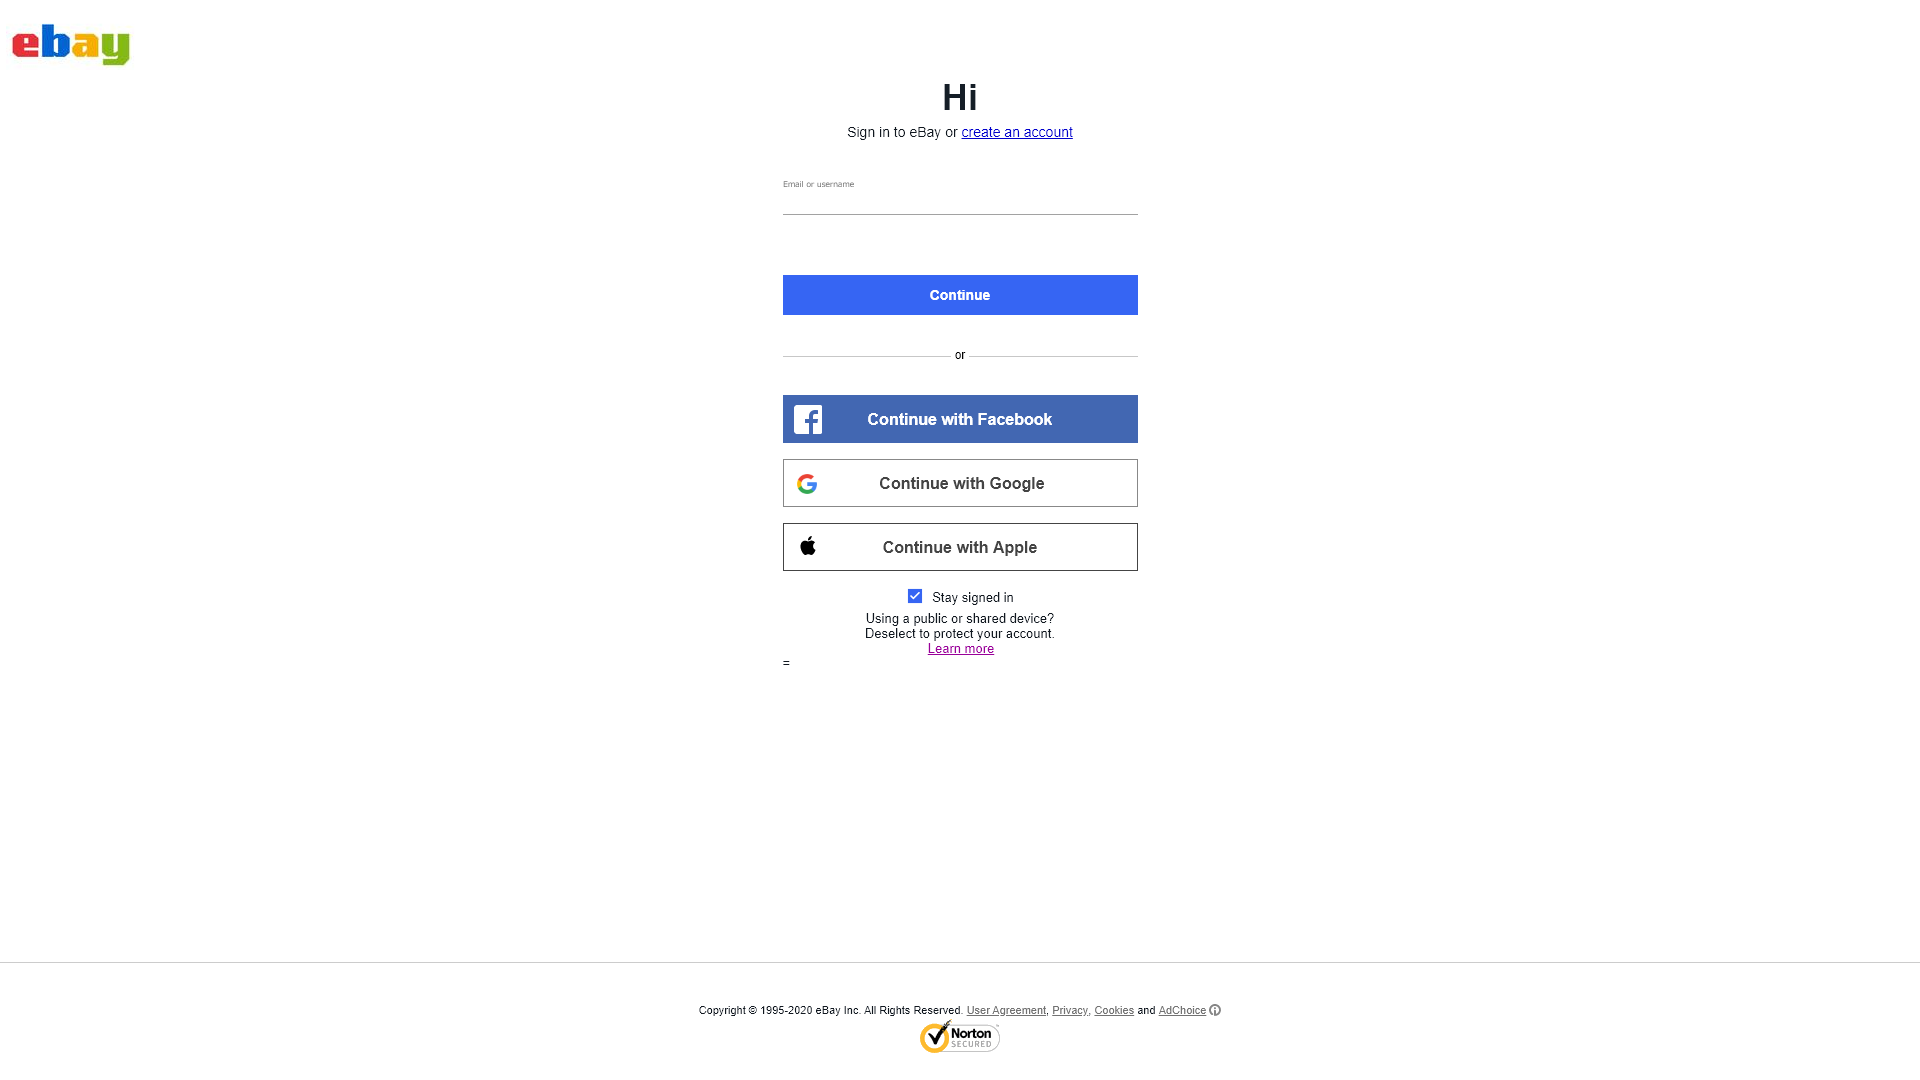 ebay
Hi
Sign in to eBay or create an account
Email or username
Continue
or
Continue with Facebook
Continue with Google
Continue with Apple
Stay signed in
Using a public or shared device?
Deselect to protect your account.
Learn more
=
Copyright © 1995-2020 eBay Inc. All Rights Reserved. User Agreement, Privacy, Cookies and AdChoice
Norton
SECURED